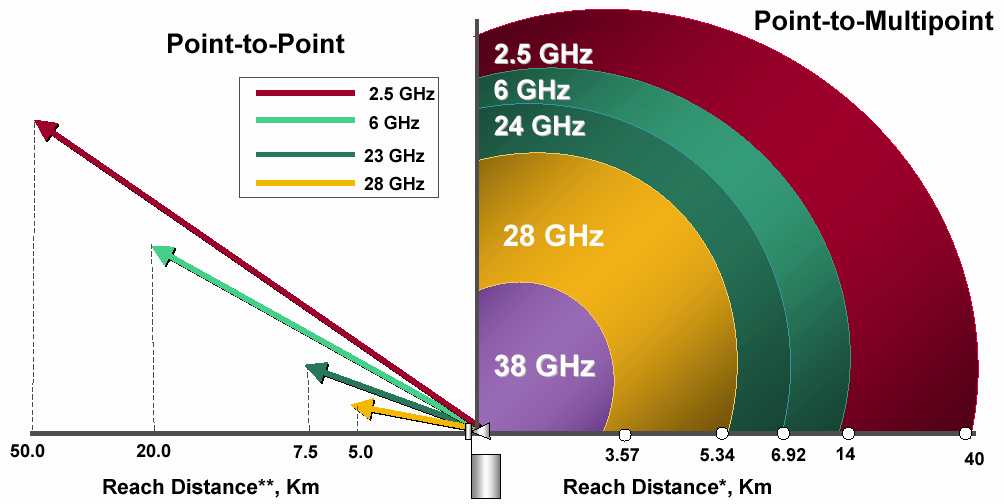 Point-to-Point
Point-to-Multipoint
2.5 GHz
6 GHz
23 GHz
28 GHz
2.5 GHz
6 GHz
24 GHz
28 GHz
38 GHz
50.0 20.0 7.5 5.0
3.57 5.34 6.92 14 40
Reach Distance**, Km
Reach Distance*, Km